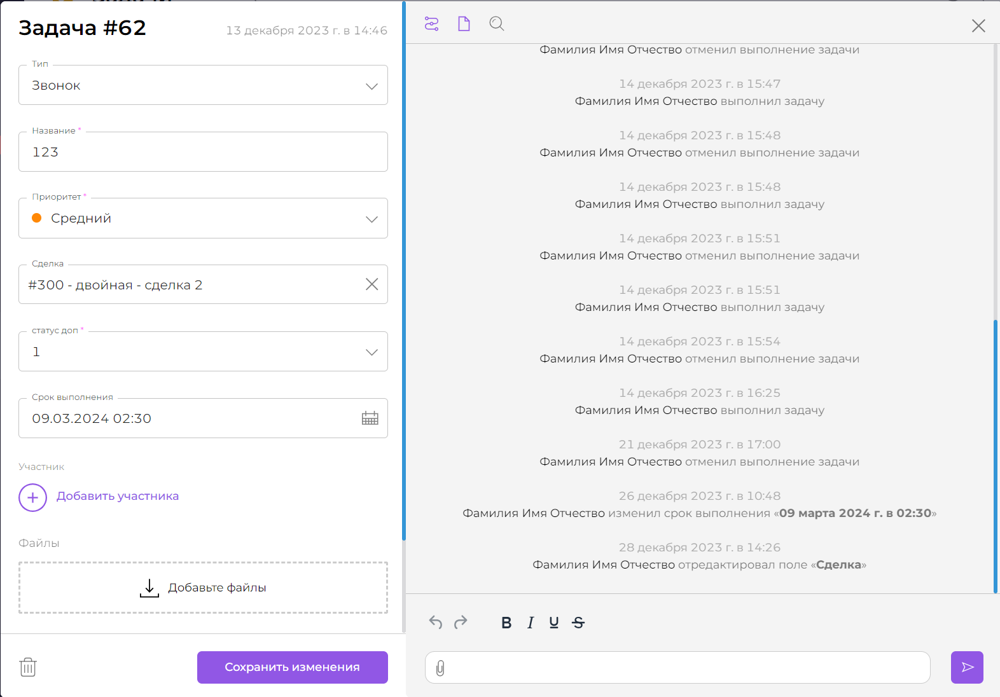 Задача #62
13 декабря 2023 г. в 14:46
Тип
Звонок
Название *
123
Приоритет *
Средний
Сделка
#300 - двойная - сделка 2
статус доп *
1
Срок выполнения
09.03.2024 02:30
Участник
Добавить участника
Файлы
Добавьте файлы
Сохранить изменения
Фамилия Имя Отчество отменил выполнение задачи
14 декабря 2023 г. в 15:47
Фамилия Имя Отчество выполнил задачу
14 декабря 2023 г. в 15:48
Фамилия Имя Отчество отменил выполнение задачи
14 декабря 2023 г. в 15:48
Фамилия Имя Отчество выполнил задачу
14 декабря 2023 г. в 15:51
Фамилия Имя Отчество отменил выполнение задачи
14 декабря 2023 г. в 15:51
Фамилия Имя Отчество выполнил задачу
14 декабря 2023 г. в 15:54
Фамилия Имя Отчество отменил выполнение задачи
14 декабря 2023 г. в 16:25
Фамилия Имя Отчество выполнил задачу
21 декабря 2023 г. в 17:00
Фамилия Имя Отчество отменил выполнение задачи
26 декабря 2023 г. в 10:48
Фамилия Имя Отчество изменил срок выполнения «09 марта 2024 г. в 02:30»
28 декабря 2023 г. в 14:26
Фамилия Имя Отчество отредактировал поле «Сделка»
B I U S